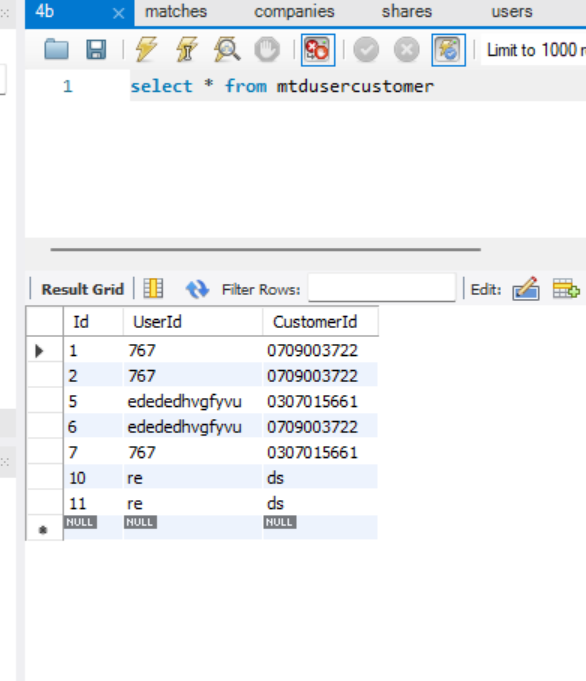 4b matches companies shares users
Limit to 1000 r
1 select * from mtdusercustomer
Result Grid Filter Rows: Edit:
Id UserId CustomerId
1 767 0709003722
2 767 0709003722
5 edededhvgfyvu 0307015661
6 edededhvgfyvu 0709003722
7 767 0307015661
10 re ds
11 re ds
NULL NULL NULL